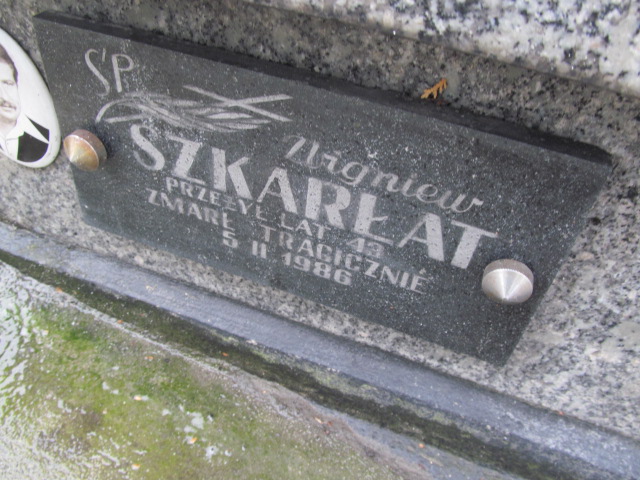 ŚP
Zbigniew
SZKARŁAT
PRZEŻYŁ LAT 43
ZMARŁ TRAGICZNIE
5 II 1986